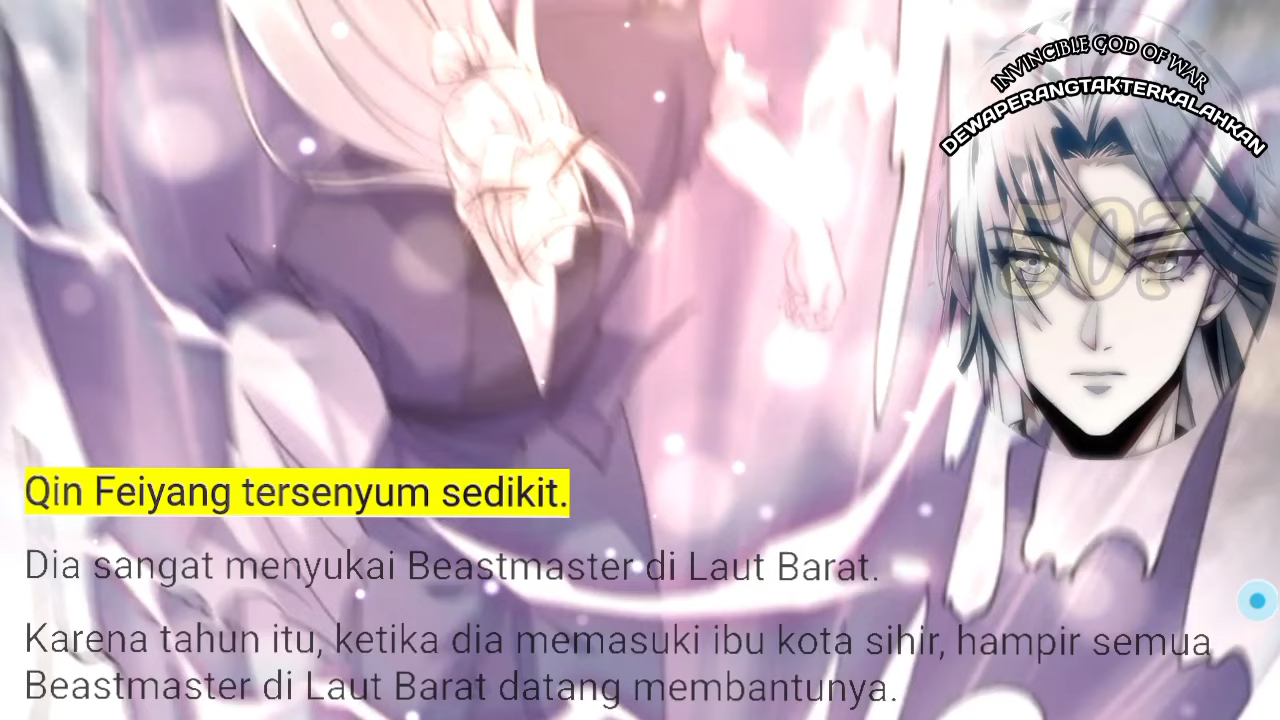 INVINCIBLE GOD OF WAR
DEWAPERANGTAKTERKALAHKAN
507
Qin Feiyang tersenyum sedikit.
Dia sangat menyukai Beastmaster di Laut Barat.
Karena tahun itu, ketika dia memasuki ibu kota sihir, hampir semua
Beastmaster di Laut Barat datang membantunya.